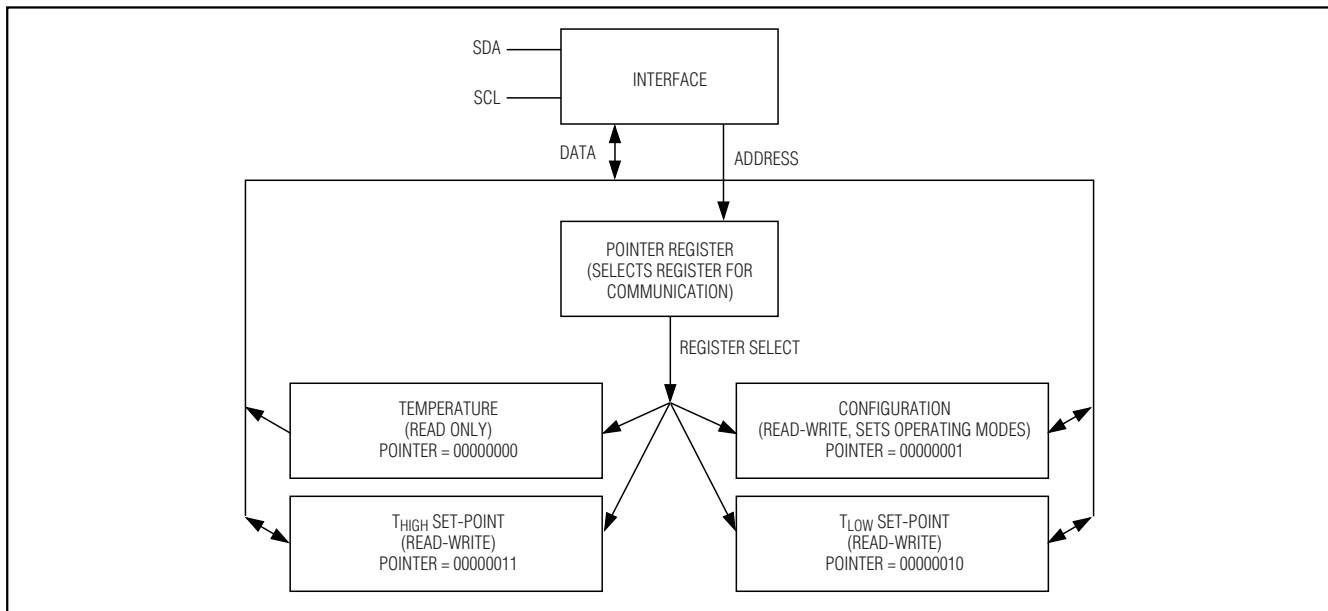 SDA
SCL
INTERFACE
DATA
ADDRESS
POINTER REGISTER
(SELECTS REGISTER FOR
COMMUNICATION)
REGISTER SELECT
TEMPERATURE
(READ ONLY)
POINTER = 00000000
CONFIGURATION
(READ-WRITE, SETS OPERATING MODES)
POINTER = 00000001
THIGH SET-POINT
(READ-WRITE)
POINTER = 00000011
TLOW SET-POINT
(READ-WRITE)
POINTER = 00000010